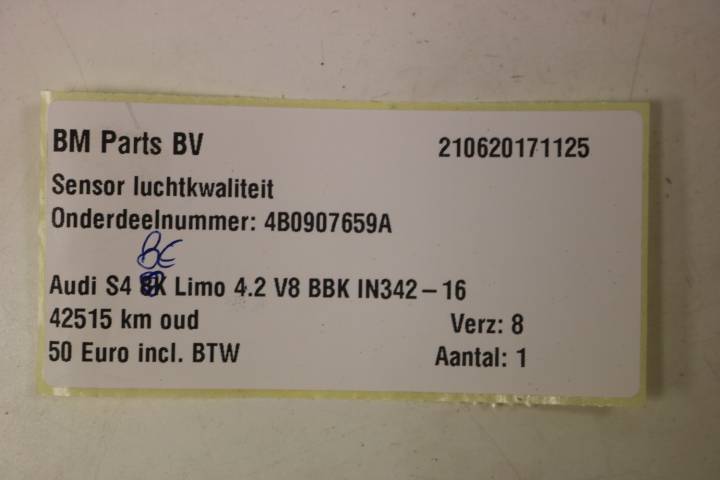 BM Parts BV 210620171125
Sensor luchtkwaliteit
Onderdeelnummer: 4B0907659A
BE
Audi S4 8K Limo 4.2 V8 BBK IN342-16
42515 km oud Verz: 8
50 Euro incl. BTW Aantal: 1